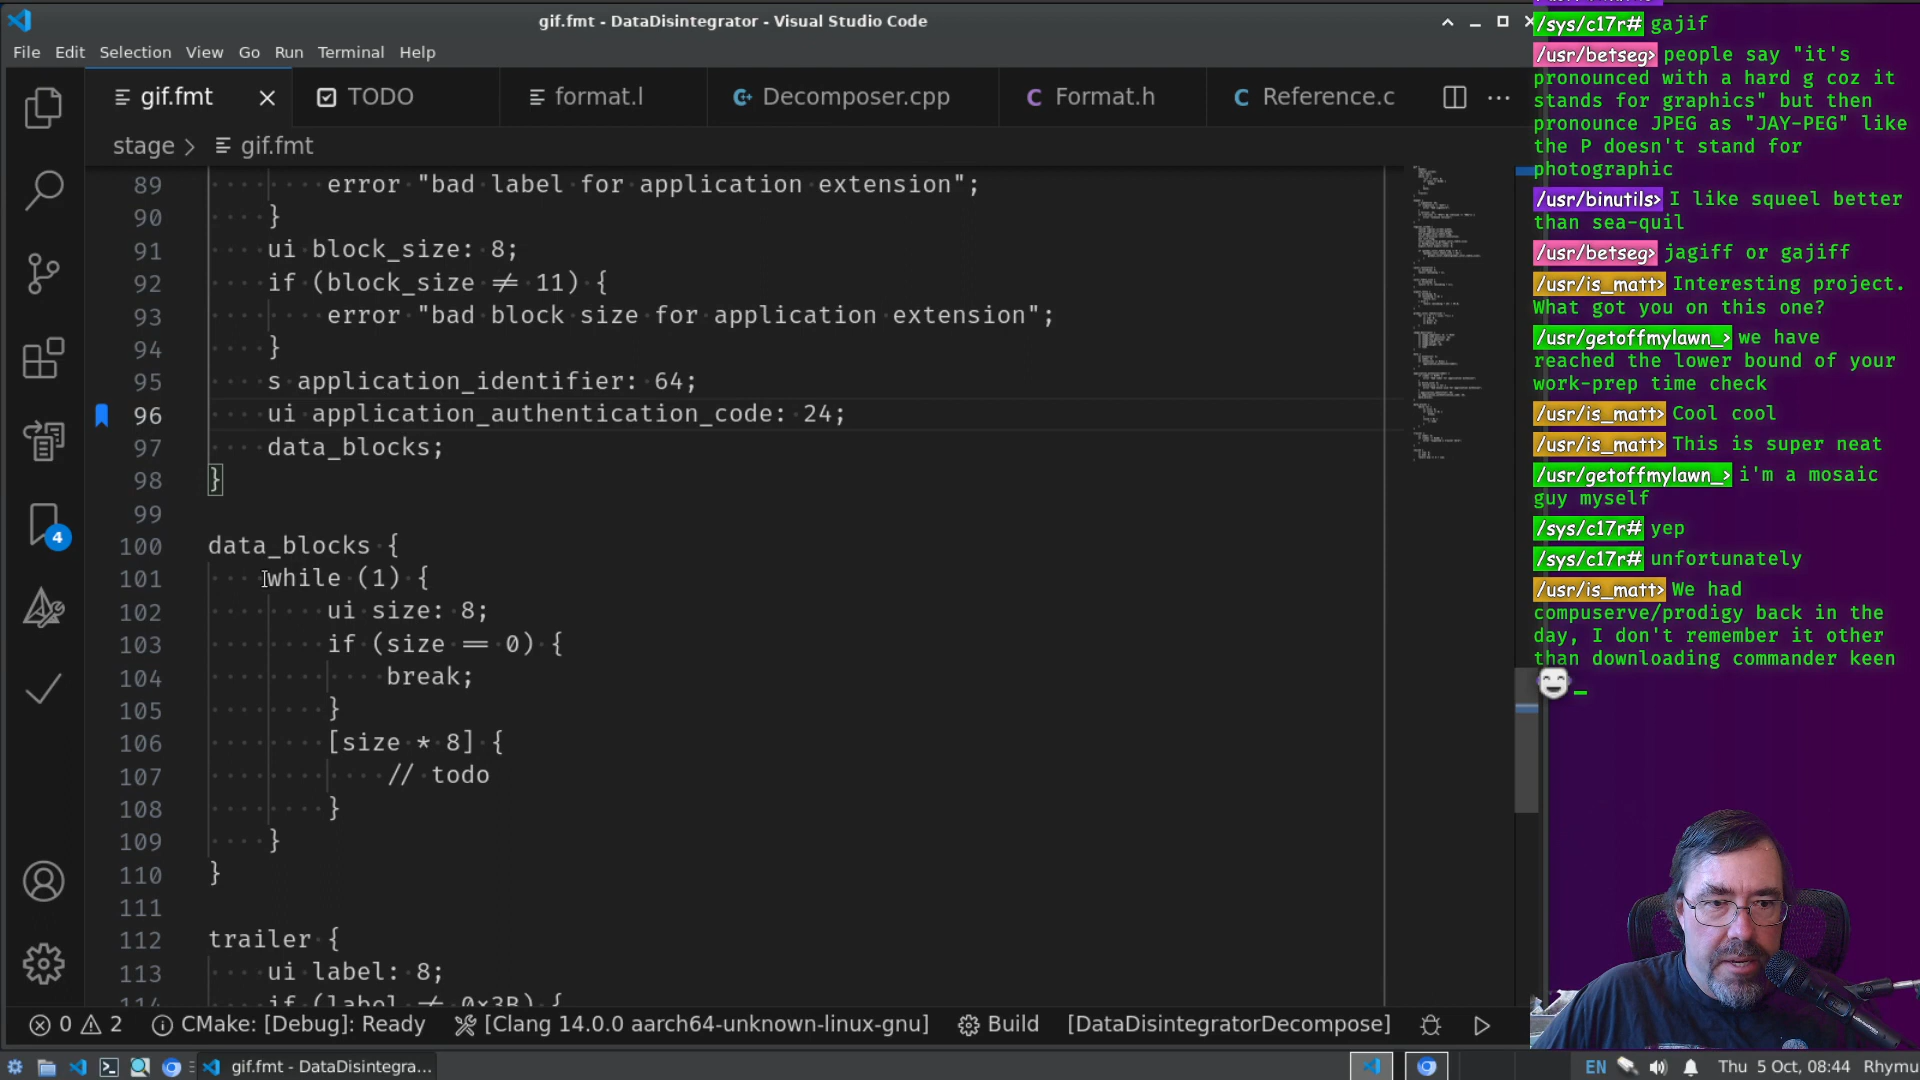 gif.fmt - DataDisintegrator - Visual Studio Code
File Edit Selection View Go Run Terminal Help
gif.fmt TODO format.l Decomposer.cpp Format.h Reference.c
stage > gif.fmt
89 error "bad label for application extension";
90 }
91 ui block_size: 8;
92 if (block_size ≠ 11) {
93 error "bad block size for application extension";
94 }
95 s application_identifier: 64;
96 ui application_authentication_code: 24;
97 data_blocks;
98 }
99
100 data_blocks {
101 while (1) {
102 ui size: 8;
103 if (size == 0) {
104 break;
105 }
106 [size * 8] {
107 // todo
108 }
109 }
110 }
111
112 trailer {
113 ui label: 8;
114 if (label ≠ 0×3B) {
4
0 2 CMake: [Debug]: Ready [Clang 14.0.0 aarch64-unknown-linux-gnu] Build [DataDisintegratorDecompose]
gif.fmt - DataDisintegra...
EN Thu 5 Oct, 08:44 Rhymu
/sys/c17r# gajif
/usr/betseg> people say "it's
pronounced with a hard g coz it
stands for graphics" but then
pronounce JPEG as "JAY-PEG" like
the P doesn't stand for
photographic
/usr/binutils> I like squeel better
than sea-quil
/usr/betseg> jagiff or gajiff
/usr/is_matt> Interesting project.
What got you on this one?
/usr/getoffmylawn_> we have
reached the lower bound of your
work-prep time check
/usr/is_matt> Cool cool
/usr/is_matt> This is super neat
/usr/getoffmylawn_> i'm a mosaic
guy myself
/sys/c17r# yep
/sys/c17r# unfortunately
/usr/is_matt> We had
compuserve/prodigy back in the
day, I don't remember it other
than downloading commander keen